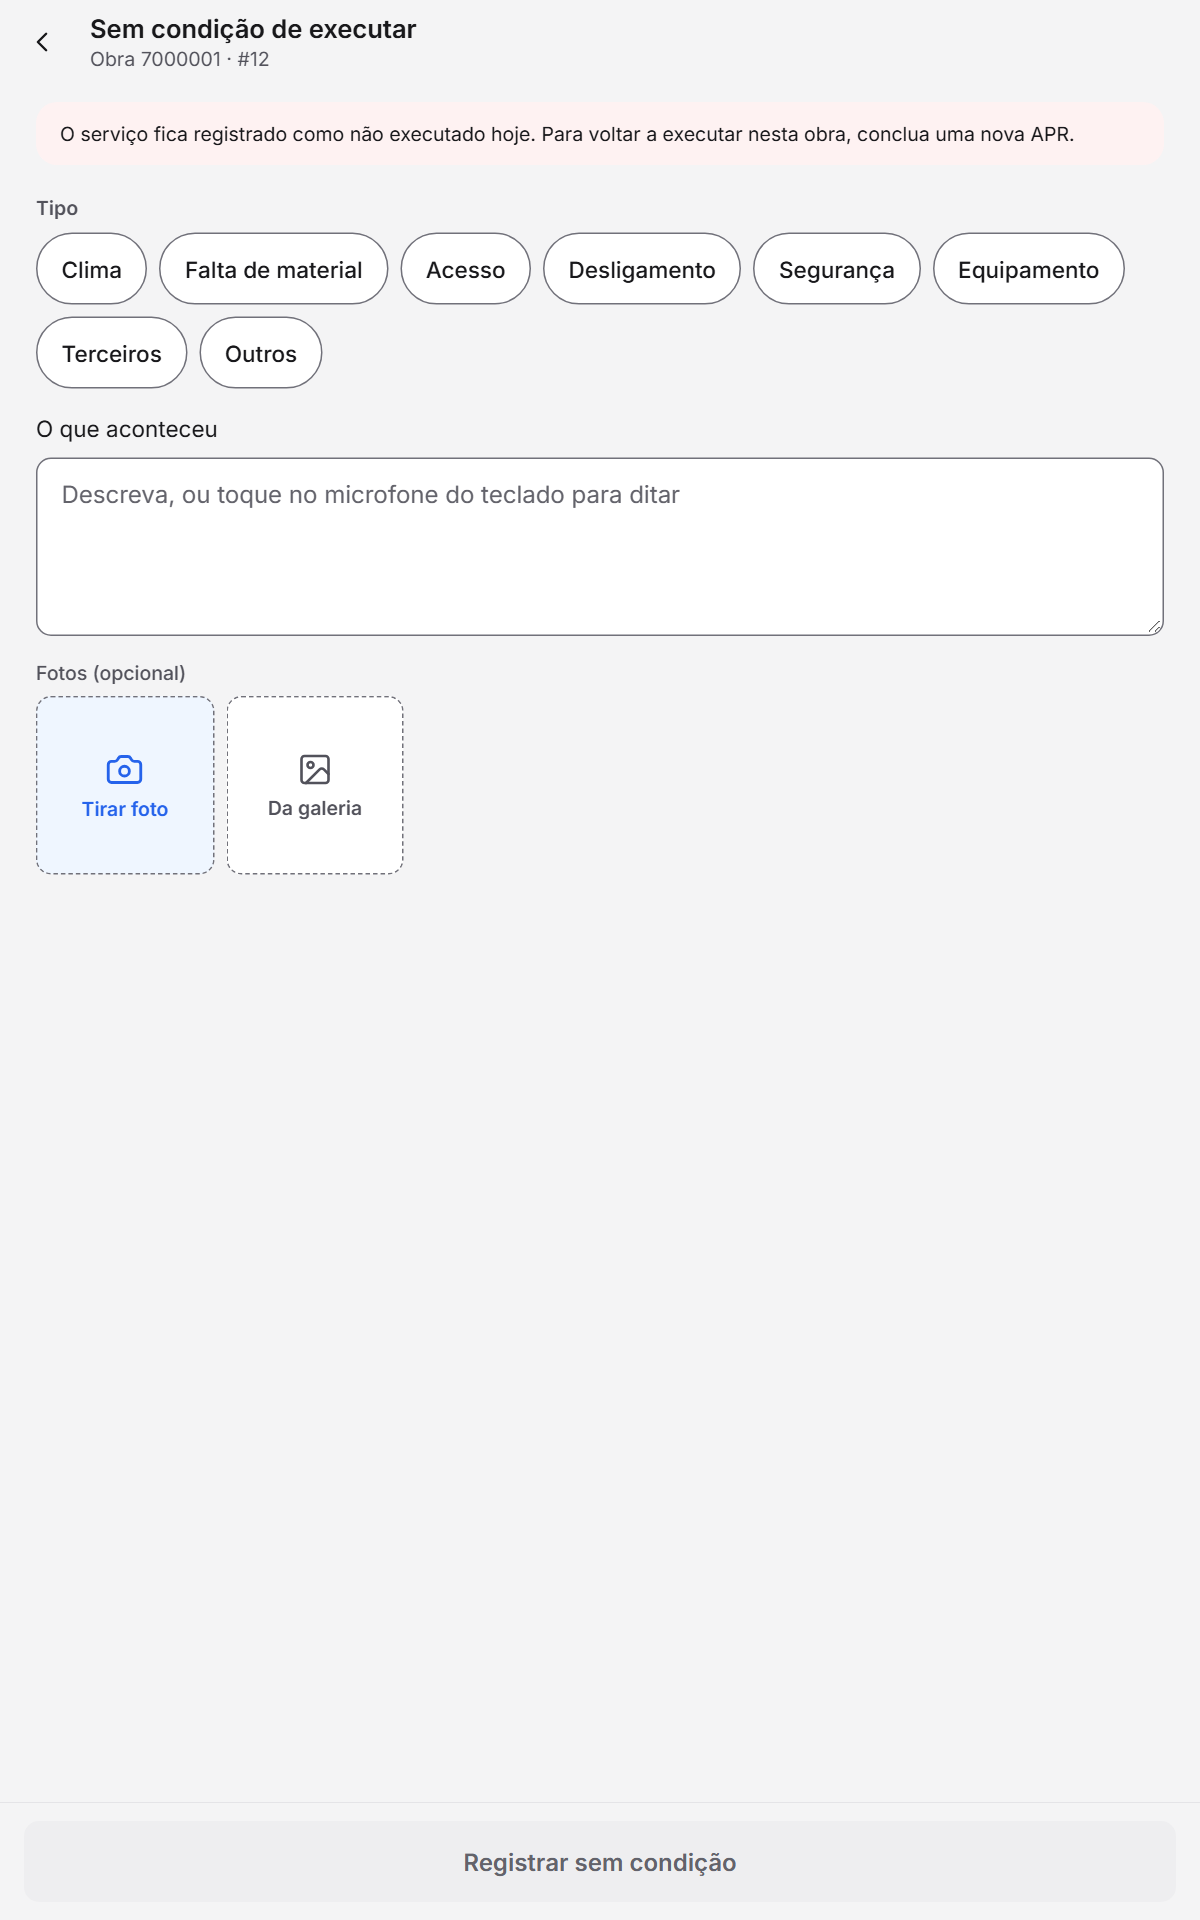 Sem condição de executar
Obra 7000001 · #12
O serviço fica registrado como não executado hoje. Para voltar a executar nesta obra, conclua uma nova APR.
Tipo
Clima
Falta de material
Acesso
Desligamento
Segurança
Equipamento
Terceiros
Outros
O que aconteceu
Descreva, ou toque no microfone do teclado para ditar
Fotos (opcional)
Tirar foto
Da galeria
Registrar sem condição